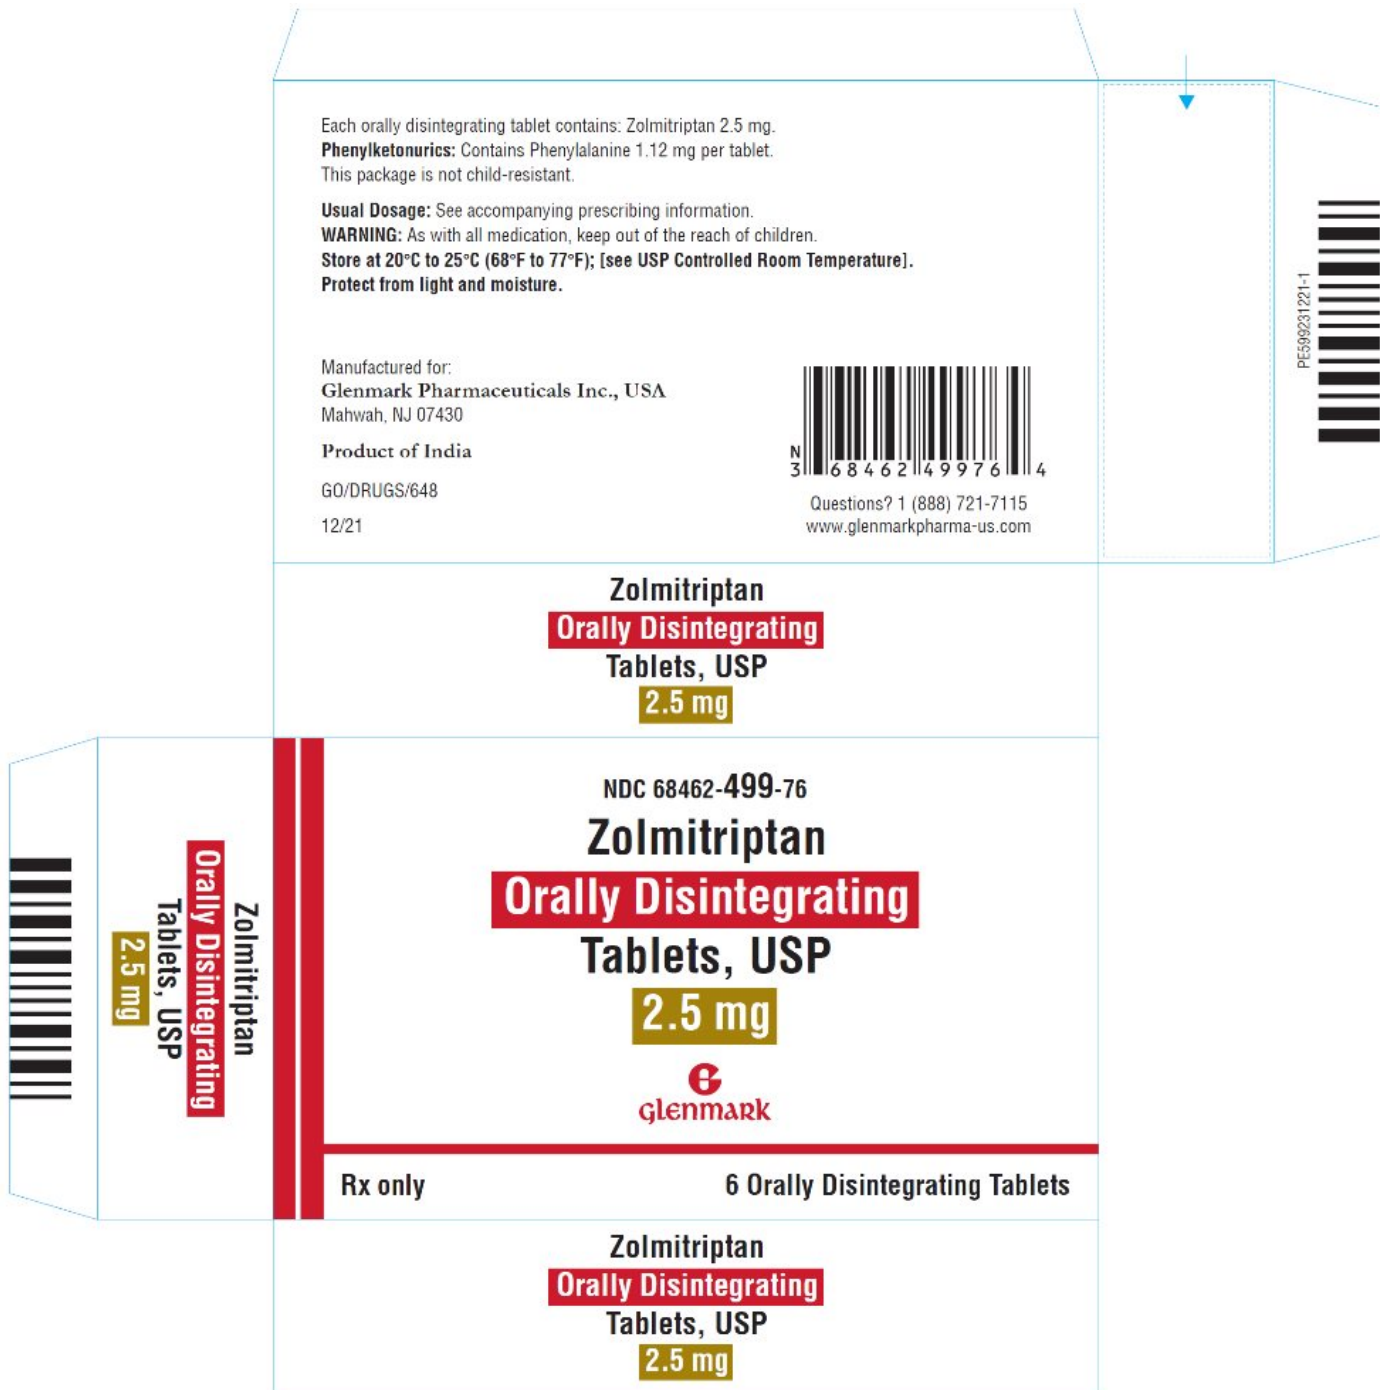 Each orally disintegrating tablet contains: Zolmitriptan 2.5 mg.
Phenylketonurics: Contains Phenylalanine 1.12 mg per tablet.
This package is not child-resistant.
Usual Dosage: See accompanying prescribing information.
WARNING: As with all medication, keep out of the reach of children.
Store at 20°C to 25°C (68°F to 77°F); [see USP Controlled Room Temperature].
Protect from light and moisture.
Manufactured for:
Glenmark Pharmaceuticals Inc., USA
Mahwah, NJ 07430
Product of India
GO/DRUGS/648
12/21
N
3 68462 49976 4
Questions? 1 (888) 721-7115
www.glenmarkpharma-us.com
PE599231221-1
Zolmitriptan
Orally Disintegrating
Tablets, USP
2.5 mg
Zolmitriptan
Orally Disintegrating
Tablets, USP
2.5 mg
NDC 68462-499-76
Zolmitriptan
Orally Disintegrating
Tablets, USP
2.5 mg
glenmark
Rx only
6 Orally Disintegrating Tablets
Zolmitriptan
Orally Disintegrating
Tablets, USP
2.5 mg